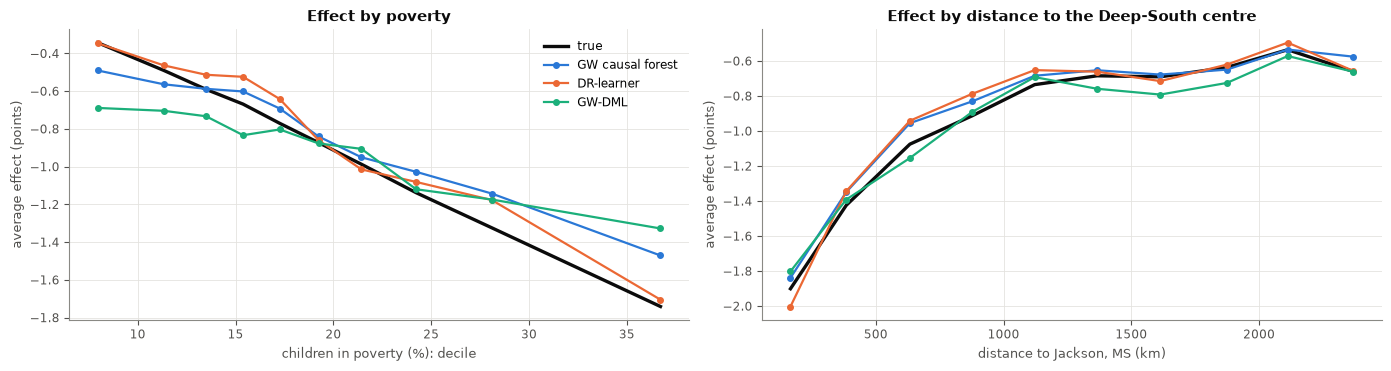 Effect by poverty
average effect (points)
−0.4
−0.6
−0.8
−1.0
−1.2
−1.4
−1.6
−1.8
true
GW causal forest
DR-learner
GW-DML
10 15 20 25 30 35
children in poverty (%): decile
Effect by distance to the Deep-South centre
average effect (points)
−0.6
−0.8
−1.0
−1.2
−1.4
−1.6
−1.8
−2.0
500 1000 1500 2000
distance to Jackson, MS (km)